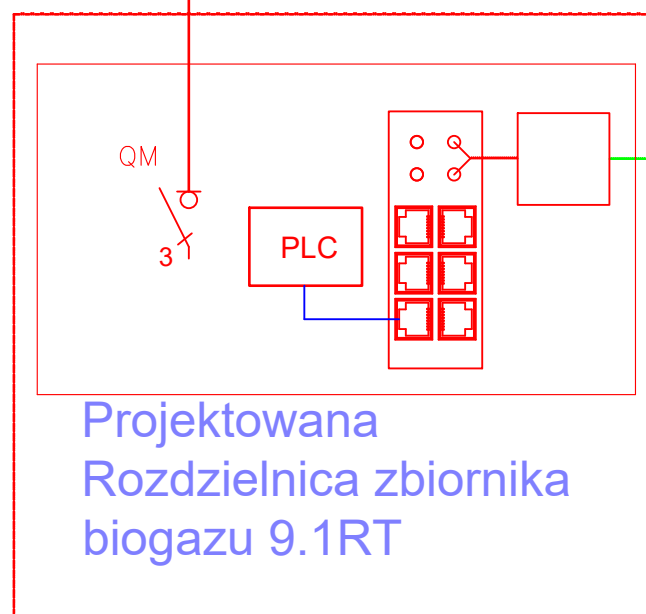 QM
3
PLC
Projektowana
Rozdzielnica zbiornika
biogazu 9.1RT